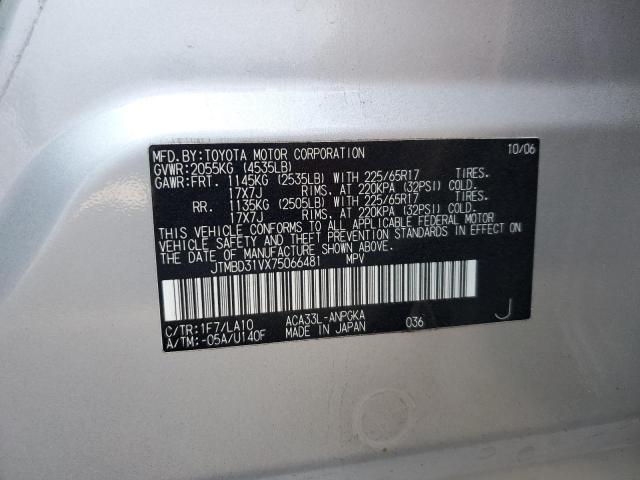 MFD.BY:TOYOTA MOTOR CORPORATION 10/06
GVWR:2055KG (4535LB)
GAWR:FRT. 1145KG (2535LB) WITH 225/65R17 TIRES.
17X7J RIMS. AT 220KPA (32PSI) COLD.
RR. 1135KG (2505LB) WITH 225/65R17 TIRES.
17X7J RIMS. AT 220KPA (32PSI) COLD.
THIS VEHICLE CONFORMS TO ALL APPLICABLE FEDERAL MOTOR
VEHICLE SAFETY AND THEFT PREVENTION STANDARDS IN EFFECT ON
THE DATE OF MANUFACTURE SHOWN ABOVE.
JTMBD31VX75066481 MPV
C/TR:1F7/LA10 ACA33L-ANPGKA J
A/TM:-05A/U140F MADE IN JAPAN 036